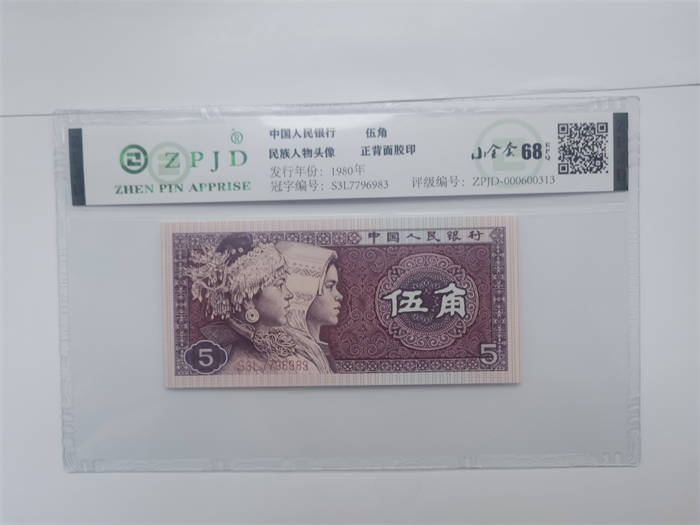 ZPJD
ZHEN PIN APPRISE
中国人民银行 伍角
民族人物头像 正背面胶印
发行年份: 1980年
冠字编号: S3L7796983 评级编号: ZPJD-000600313
68 EPQ
中国人民银行
伍角
5 5
S3L7796983